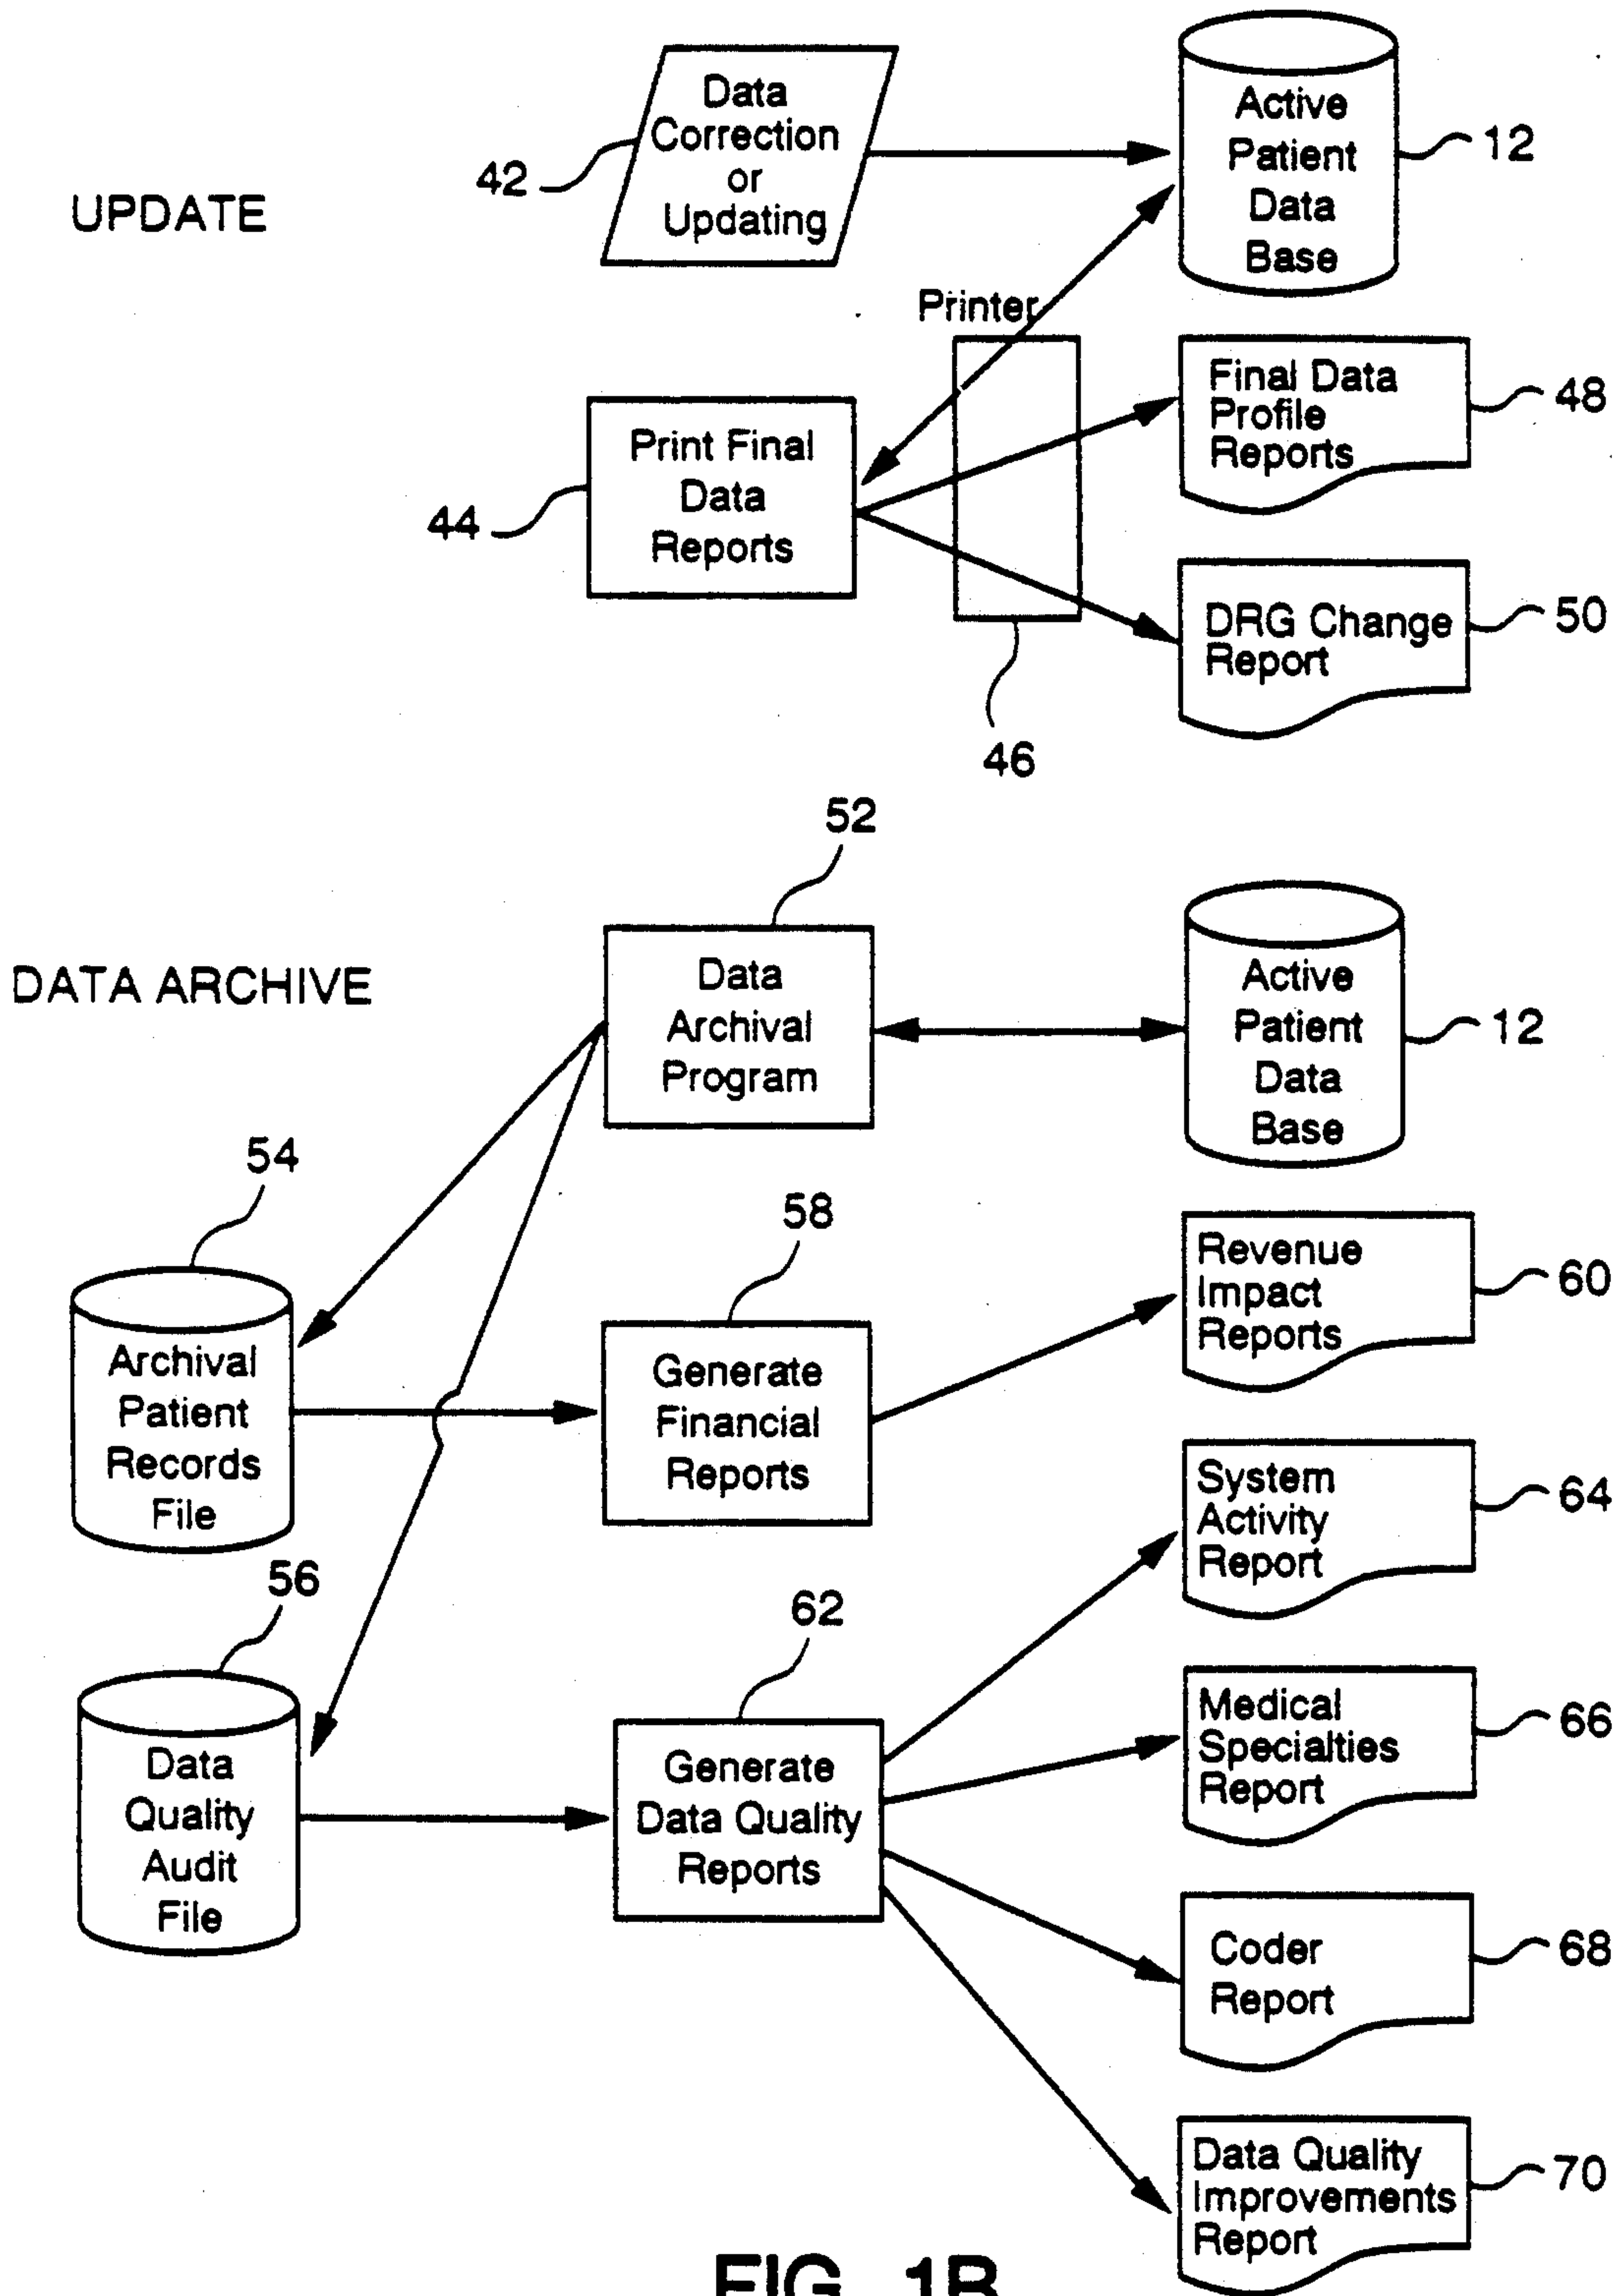 UPDATE
42
Data
Correction
or
Updating
Active
Patient
Data
Base
12
Printer
44
Print Final
Data
Reports
46
Final Data
Profile
Reports
48
DRG Change
Report
50
DATA ARCHIVE
52
Data
Archival
Program
Active
Patient
Data
Base
12
54
Archival
Patient
Records
File
58
Generate
Financial
Reports
Revenue
Impact
Reports
60
56
Data
Quality
Audit
File
62
Generate
Data Quality
Reports
System
Activity
Report
64
Medical
Specialties
Report
66
Coder
Report
68
Data Quality
Improvements
Report
70
FIG. 1B